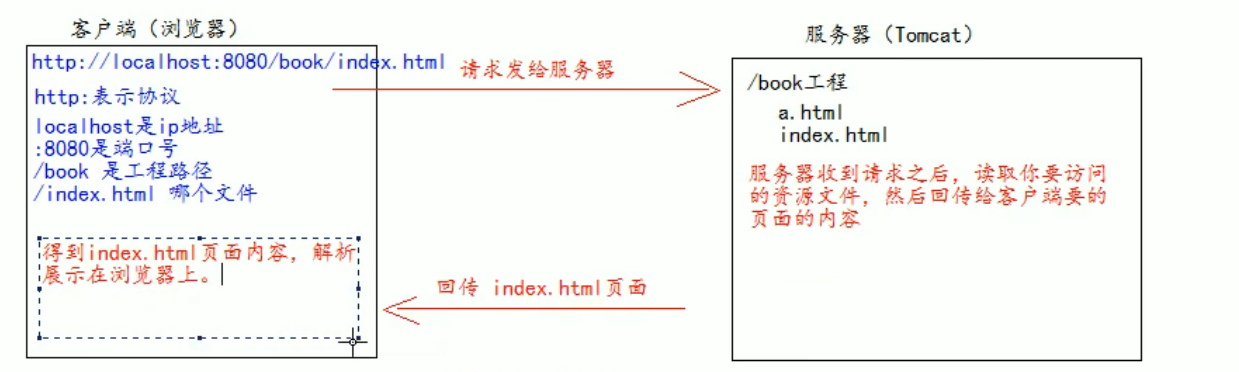 客户端（浏览器）
http://localhost:8080/book/index.html
http:表示协议
localhost是ip地址
:8080是端口号
/book 是工程路径
/index.html 哪个文件
得到index.html页面内容，解析
展示在浏览器上。
请求发给服务器
回传 index.html页面
服务器（Tomcat）
/book工程
a.html
index.html
服务器收到请求之后，读取你要访问
的资源文件，然后回传给客户端要的
页面的内容